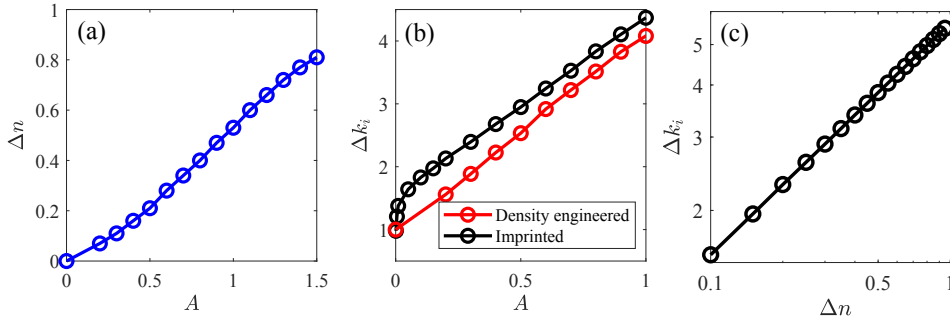 (a)
1
0.8
0.6
0.4
0.2
0
Δn
0
0.5
1
1.5
A
(b)
4
3
2
1
Δk_i
Density engineered
Imprinted
0
0.5
1
A
(c)
5
4
3
2
Δk_i
0.1
0.5
1
Δn